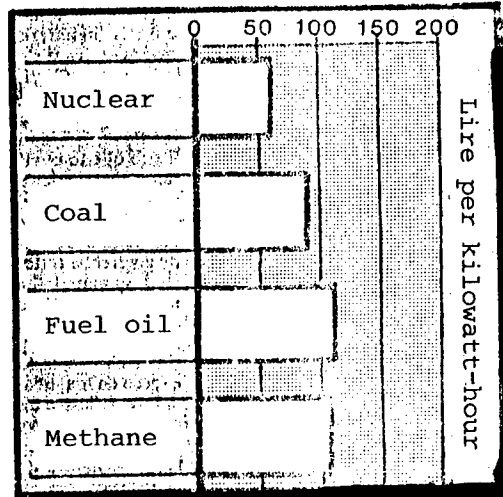 0 50 100 150 200
Nuclear
Coal
Fuel oil
Methane
Lire per kilowatt-hour